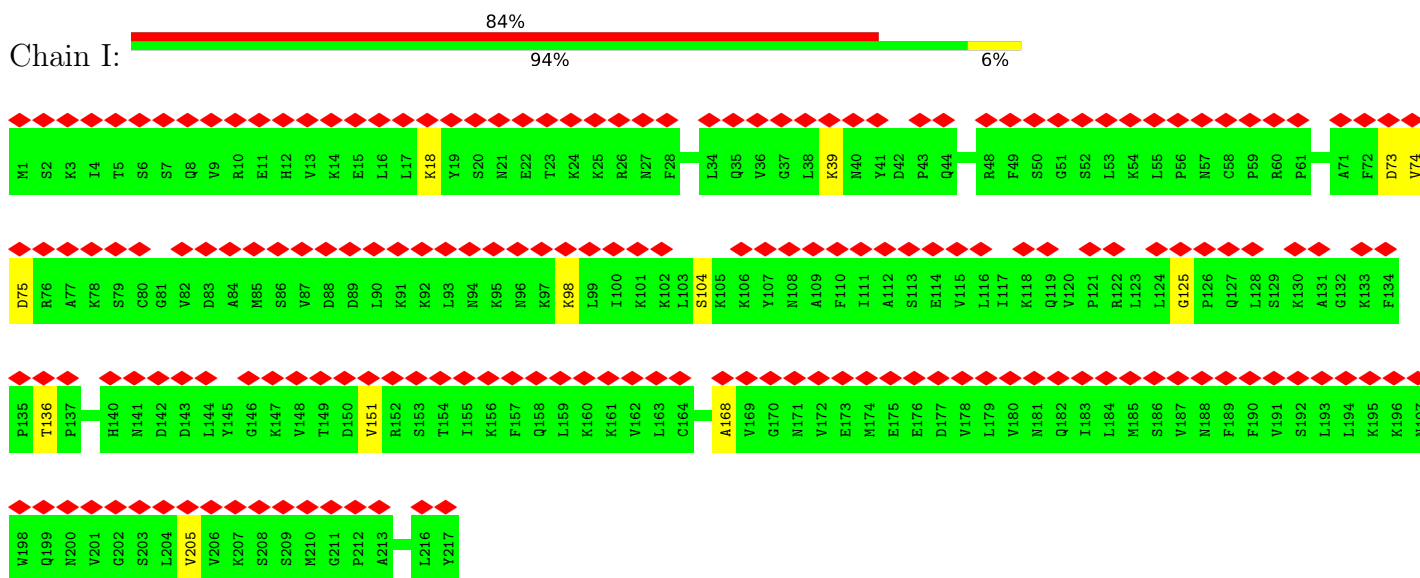 84%
Chain I:
94% 6%
M1 S2 K3 I4 T5 S6 S7 Q8 V9 R10 E11 H12 V13 K14 E15 L16 L17 K18 Y19 S20 N21 E22 T23 K24 K25 R26 N27 F28 L34 Q35 V36 G37 L38 K39 N40 Y41 D42 P43 Q44 R48 F49 S50 G51 S52 L53 K54 L55 P56 N57 C58 P59 R60 P61 A71 F72 D73 V74
D75 R76 A77 K78 S79 C80 G81 V82 D83 A84 M85 S86 V87 D88 D89 L90 K91 K92 L93 N94 K95 N96 K97 K98 L99 I100 K101 K102 L103 S104 K105 K106 Y107 N108 A109 F110 I111 A112 S113 E114 V115 L116 I117 K118 Q119 V120 P121 R122 L123 L124 G125 P126 Q127 L128 S129 K130 A131 G132 K133 F134
P135 T136 P137 H140 N141 D142 D143 L144 Y145 G146 K147 V148 T149 D150 V151 R152 S153 T154 I155 K156 F157 Q158 L159 K160 K161 V162 L163 C164 A168 V169 G170 N171 V172 E173 M174 E175 E176 D177 V178 L179 V180 N181 Q182 I183 L184 M185 S186 V187 N188 F189 F190 V191 S192 L193 L194 K195 K196 N197
W198 Q199 N200 V201 G202 S203 L204 V205 V206 K207 S208 S209 M210 G211 P212 A213 L216 Y217